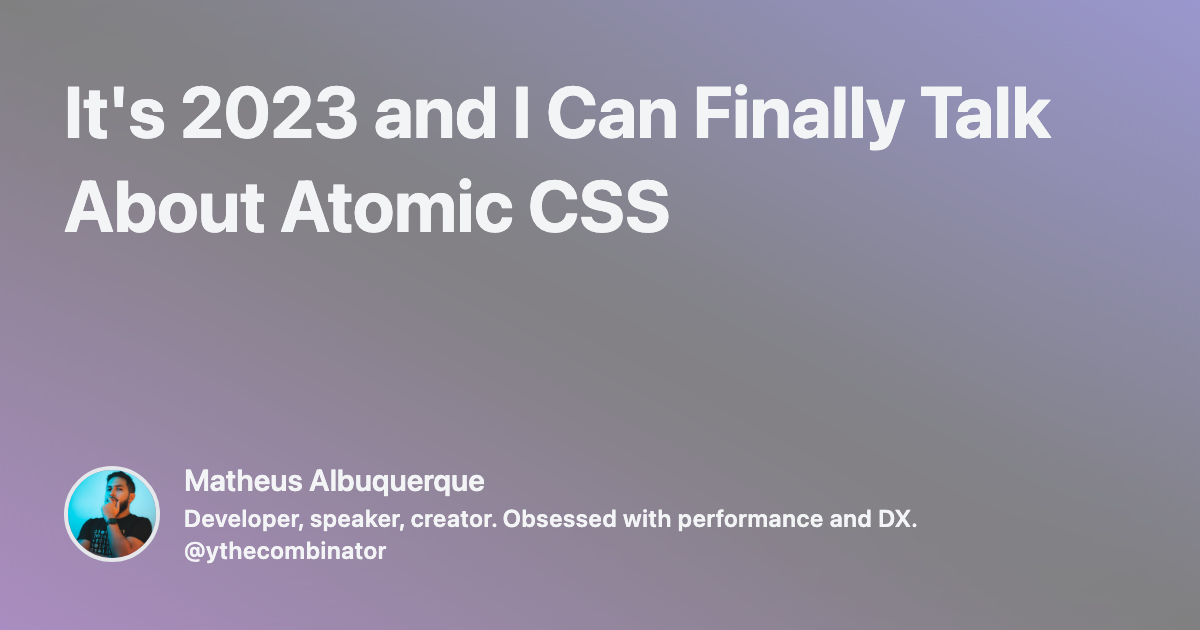 It's 2023 and I Can Finally Talk
About Atomic CSS
Matheus Albuquerque
Developer, speaker, creator. Obsessed with performance and DX.
@ythecombinator